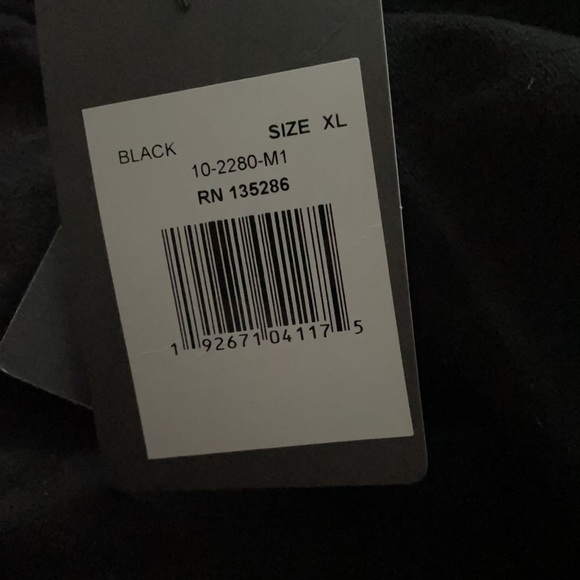 BLACK SIZE XL
10-2280-M1
RN 135286
1 92671 04117 5